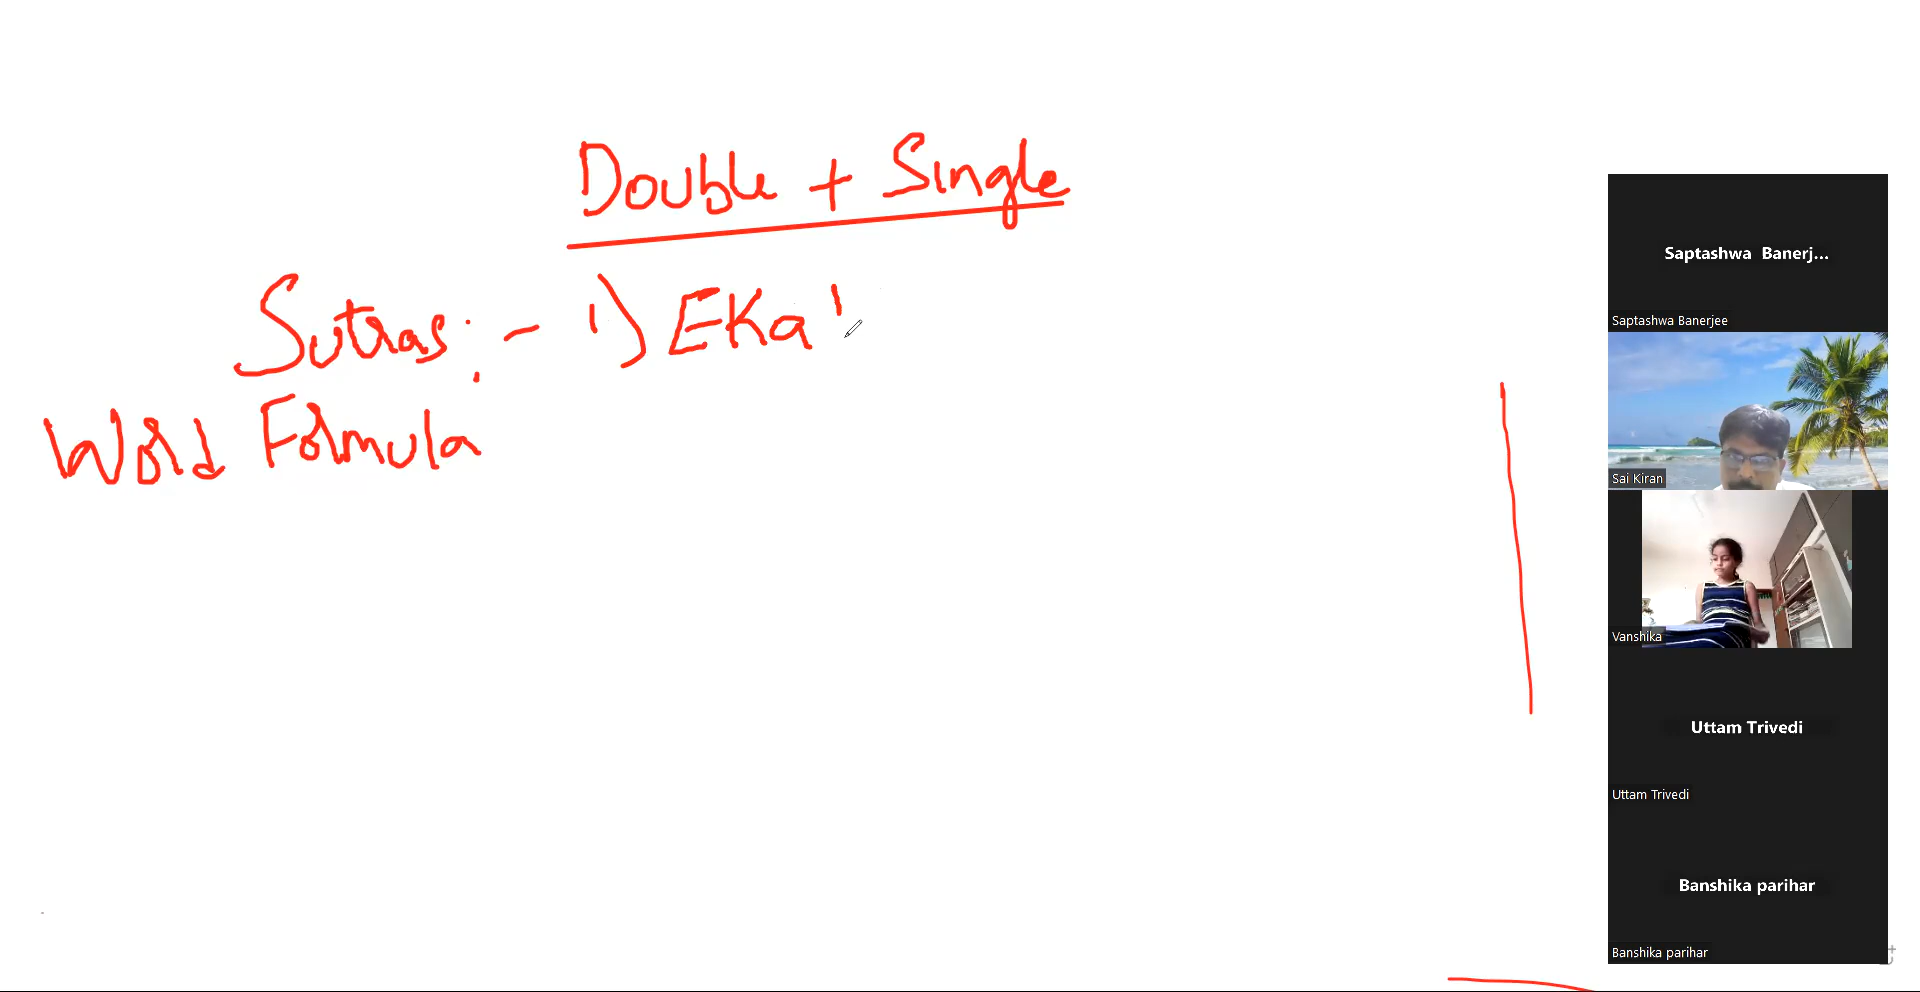 Double + Single
Sutras :- 1) EKa'
Word Formula
Saptashwa Banerj...
Saptashwa Banerjee
Sai Kiran
Vanshika
Uttam Trivedi
Uttam Trivedi
Banshika parihar
Banshika parihar